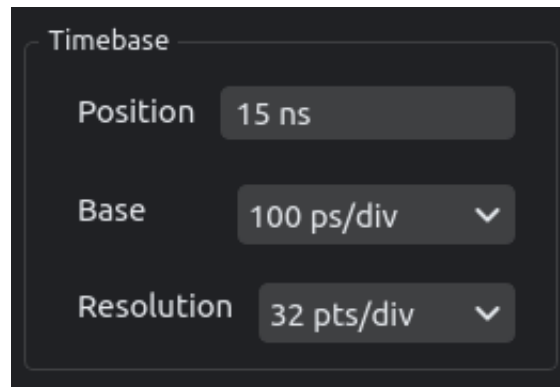 Timebase
Position 15 ns
Base 100 ps/div
Resolution 32 pts/div